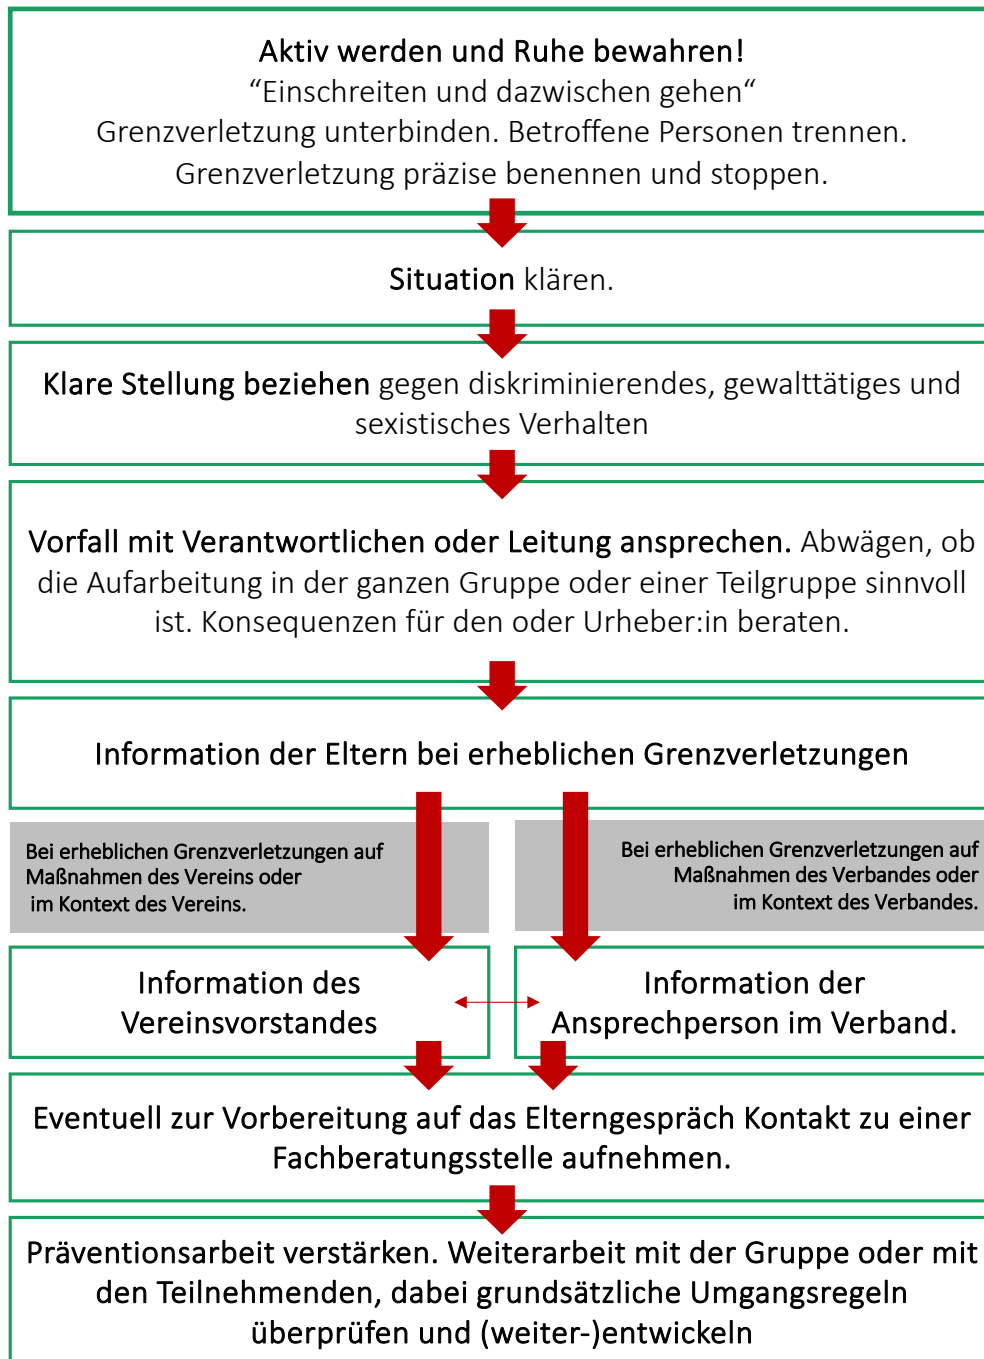 Aktiv werden und Ruhe bewahren!
“Einschreiten und dazwischen gehen“
Grenzverletzung unterbinden. Betroffene Personen trennen.
Grenzverletzung präzise benennen und stoppen.
Situation klären.
Klare Stellung beziehen gegen diskriminierendes, gewalttätiges und
sexistisches Verhalten
Vorfall mit Verantwortlichen oder Leitung ansprechen. Abwägen, ob
die Aufarbeitung in der ganzen Gruppe oder einer Teilgruppe sinnvoll
ist. Konsequenzen für den oder Urheber:in beraten.
Information der Eltern bei erheblichen Grenzverletzungen
Bei erheblichen Grenzverletzungen auf
Maßnahmen des Vereins oder
im Kontext des Vereins.
Bei erheblichen Grenzverletzungen auf
Maßnahmen des Verbandes oder
im Kontext des Verbandes.
Information des
Vereinsvorstandes
Information der
Ansprechperson im Verband.
Eventuell zur Vorbereitung auf das Elterngespräch Kontakt zu einer
Fachberatungsstelle aufnehmen.
Präventionsarbeit verstärken. Weiterarbeit mit der Gruppe oder mit
den Teilnehmenden, dabei grundsätzliche Umgangsregeln
überprüfen und (weiter-)entwickeln